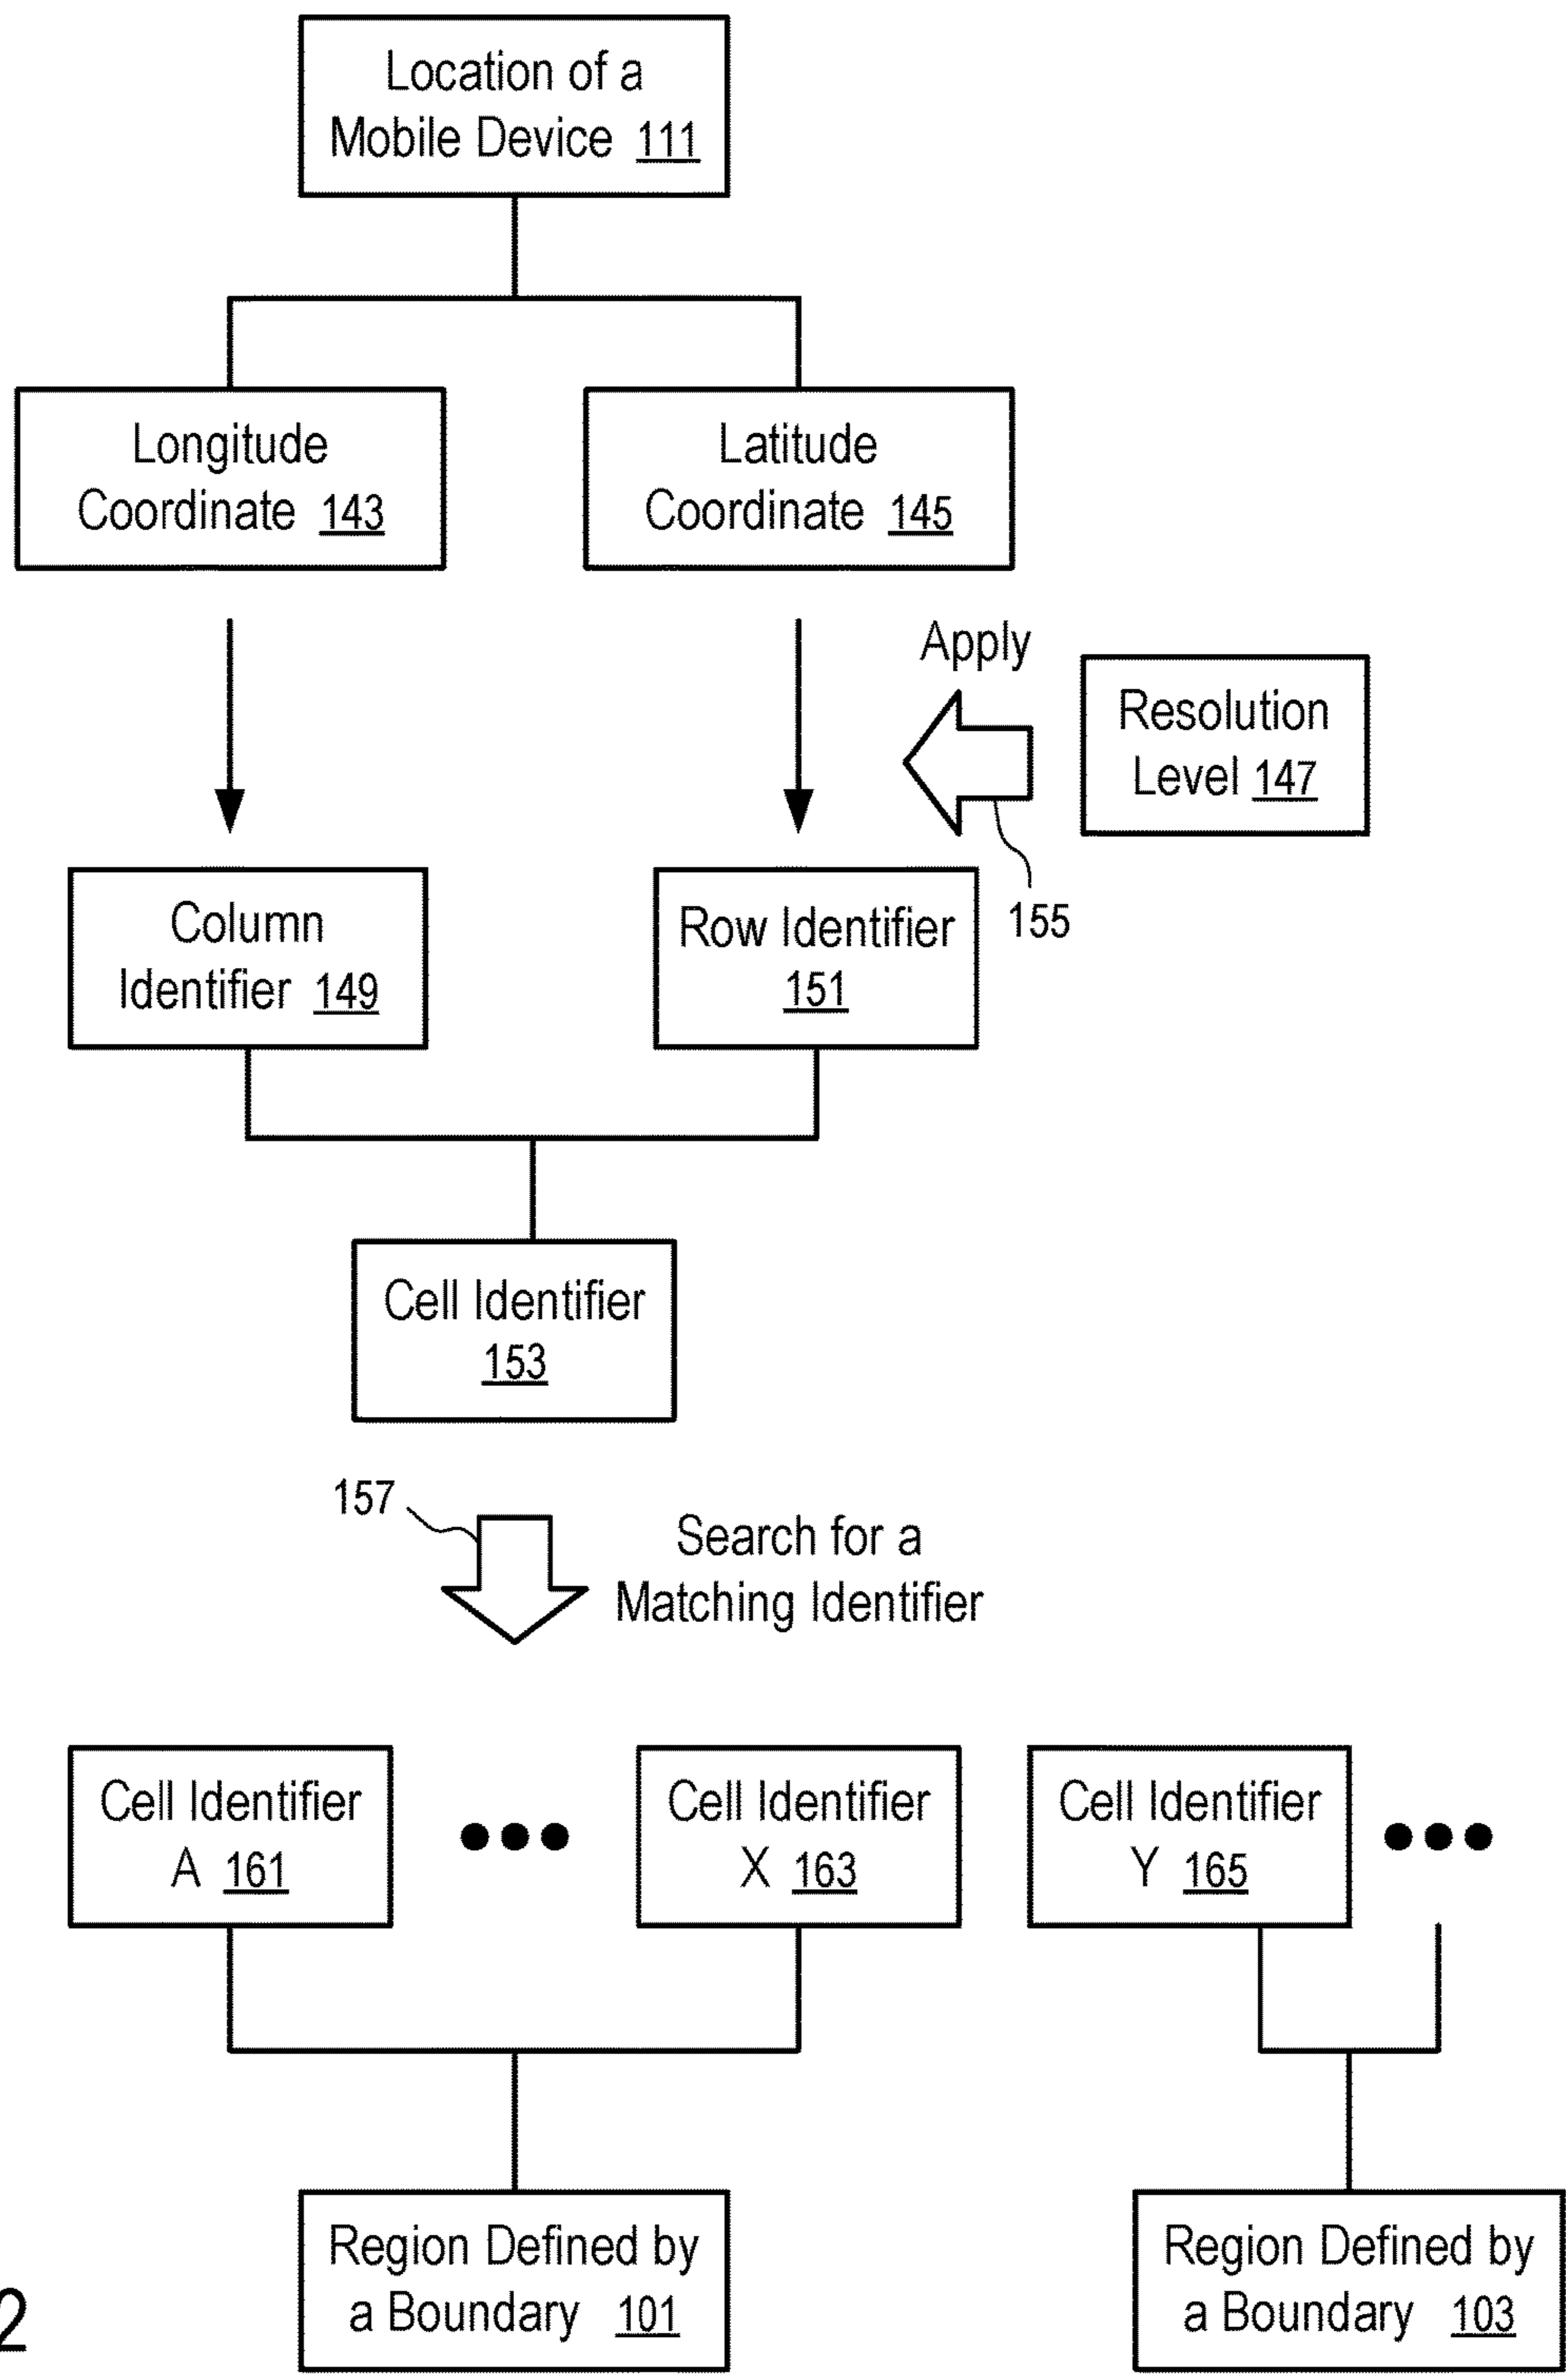 Location of a
Mobile Device 111
Longitude
Coordinate 143
Latitude
Coordinate 145
Apply
Resolution
Level 147
155
Column
Identifier 149
Row Identifier
151
Cell Identifier
153
157
Search for a
Matching Identifier
Cell Identifier
A 161
Cell Identifier
X 163
Cell Identifier
Y 165
Region Defined by
a Boundary 101
Region Defined by
a Boundary 103
2